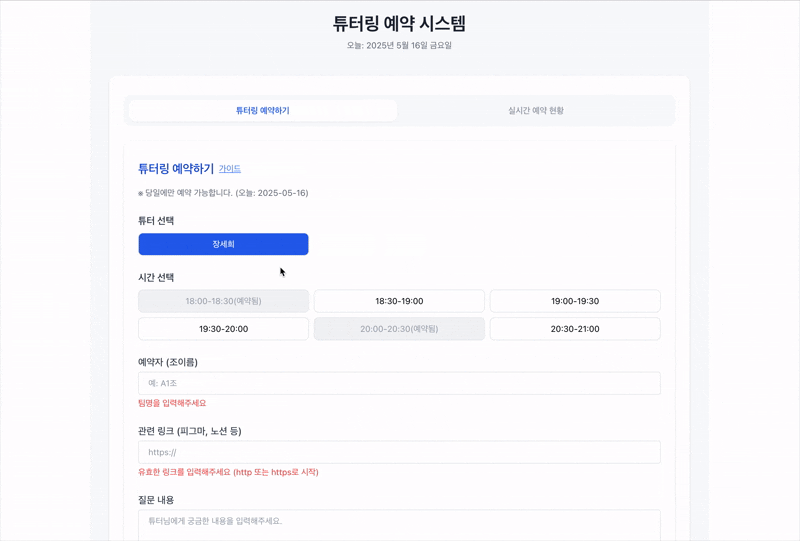 튜터링 예약 시스템
오늘: 2025년 5월 16일 금요일
튜터링 예약하기 실시간 예약 현황
튜터링 예약하기 가이드
※ 당일에만 예약 가능합니다. (오늘: 2025-05-16)
튜터 선택
장세희
시간 선택
18:00-18:30(예약됨) 18:30-19:00 19:00-19:30
19:30-20:00 20:00-20:30(예약됨) 20:30-21:00
예약자 (조이름)
예: A1조
팀명을 입력해주세요
관련 링크 (피그마, 노션 등)
https://
유효한 링크를 입력해주세요 (http 또는 https로 시작)
질문 내용
튜터님에게 궁금한 내용을 입력해주세요.